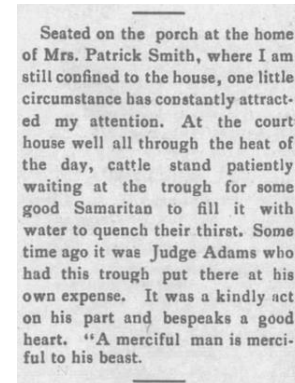 Seated on the porch at the home
of Mrs. Patrick Smith, where I am
still confined to the house, one little
circumstance has constantly attract-
ed my attention. At the court
house well all through the heat of
the day, cattle stand patiently
waiting at the trough for some
good Samaritan to fill it with
water to quench their thirst. Some
time ago it was Judge Adams who
had this trough put there at his
own expense. It was a kindly act
on his part and bespeaks a good
heart. "A merciful man is merci-
ful to his beast.